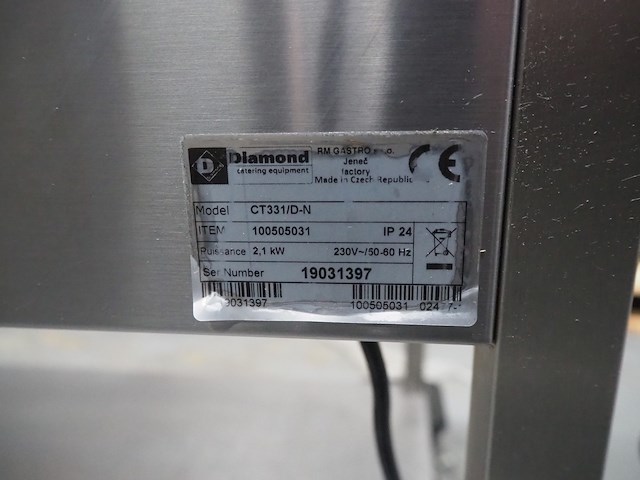 D Diamond
catering equipment
RM GASTRO s.r.o.
Jeneč
factory
Made in Czech Republic
CE
Model CT331/D-N
ITEM 100505031 IP 24
Puissance 2,1 kW 230V~/50-60 Hz
Ser Number 19031397
19031397 100505031